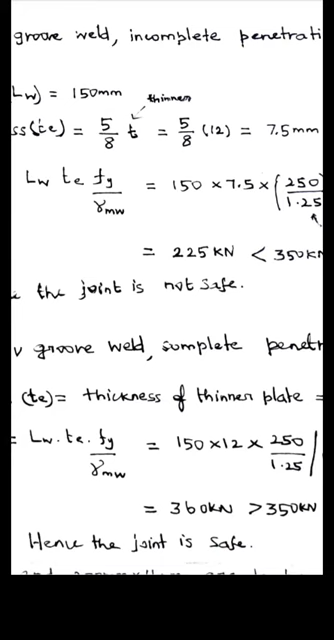 groove weld, incomplete penetrati
Lw) = 150mm
thinner
ss(te) = 5/8 t = 5/8 (12) = 7.5mm
Lw te fy/γmw = 150 × 7.5 × (250/1.25
= 225 KN < 350KN
the joint is not safe.
v groove weld, complete penetr
(te) = thickness of thinner plate =
= Lw. te. fy/γmw = 150×12 × 250/1.25
= 360KN > 350KN
Hence the joint is safe.